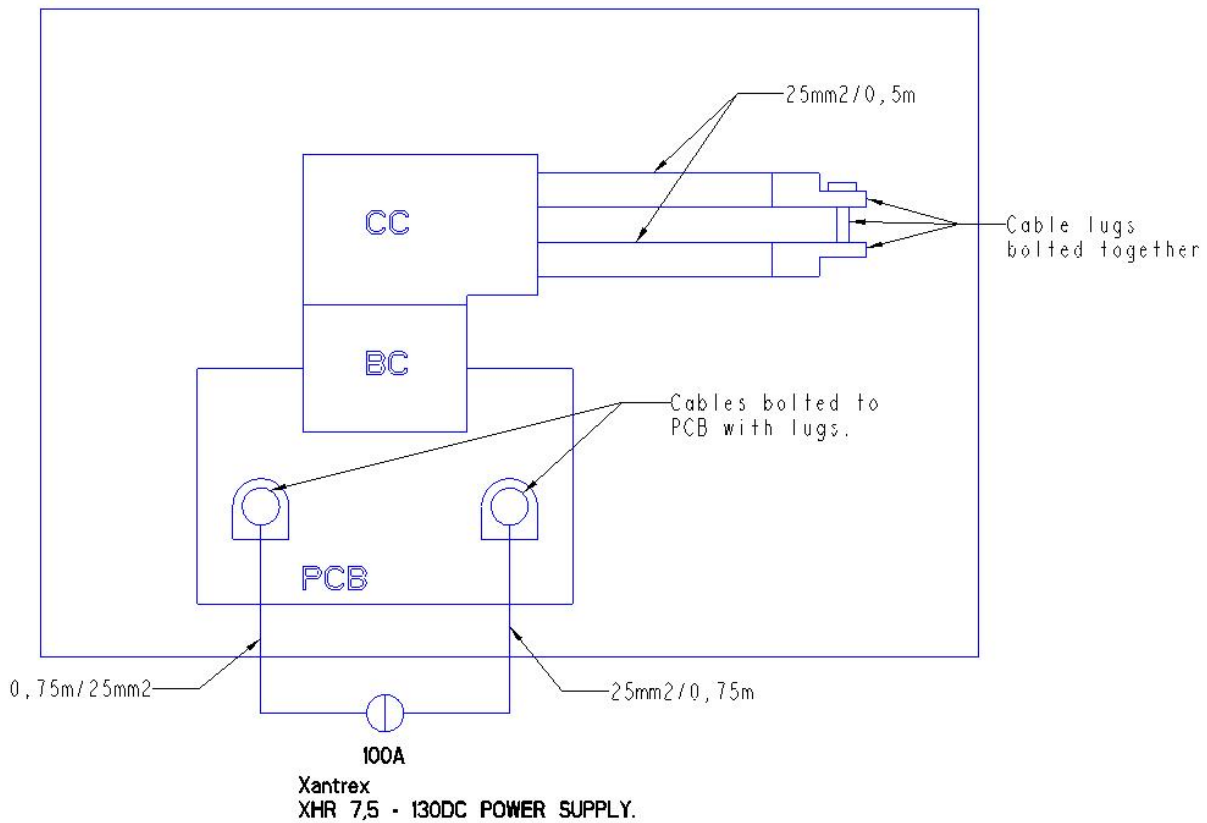 25mm2/0,5m
CC
Cable lugs
bolted together
BC
Cables bolted to
PCB with lugs.
PCB
0,75m/25mm2
25mm2/0,75m
100A
Xantrex
XHR 7,5 - 130DC POWER SUPPLY.